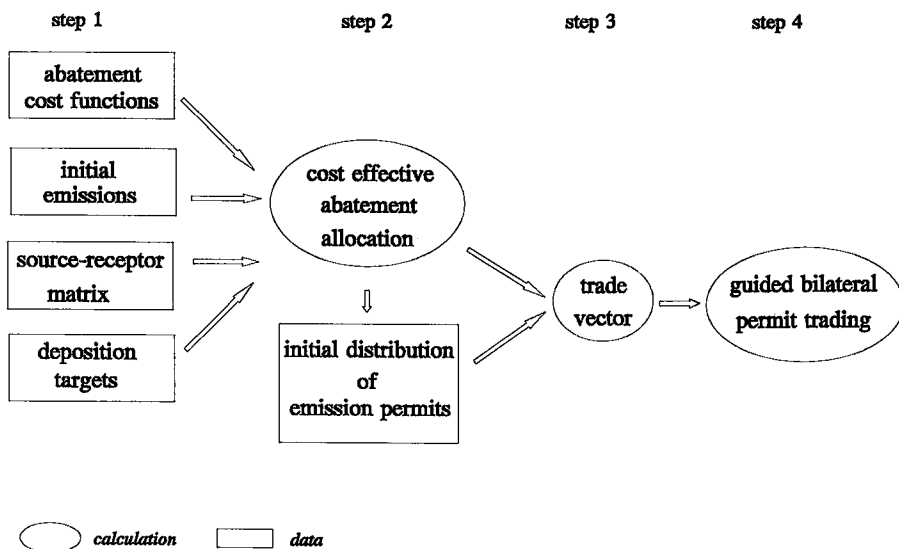 step 1
step 2
step 3
step 4
abatement
cost functions
initial
emissions
source-receptor
matrix
deposition
targets
cost effective
abatement
allocation
initial distribution
of
emission permits
trade
vector
guided bilateral
permit trading
calculation
data